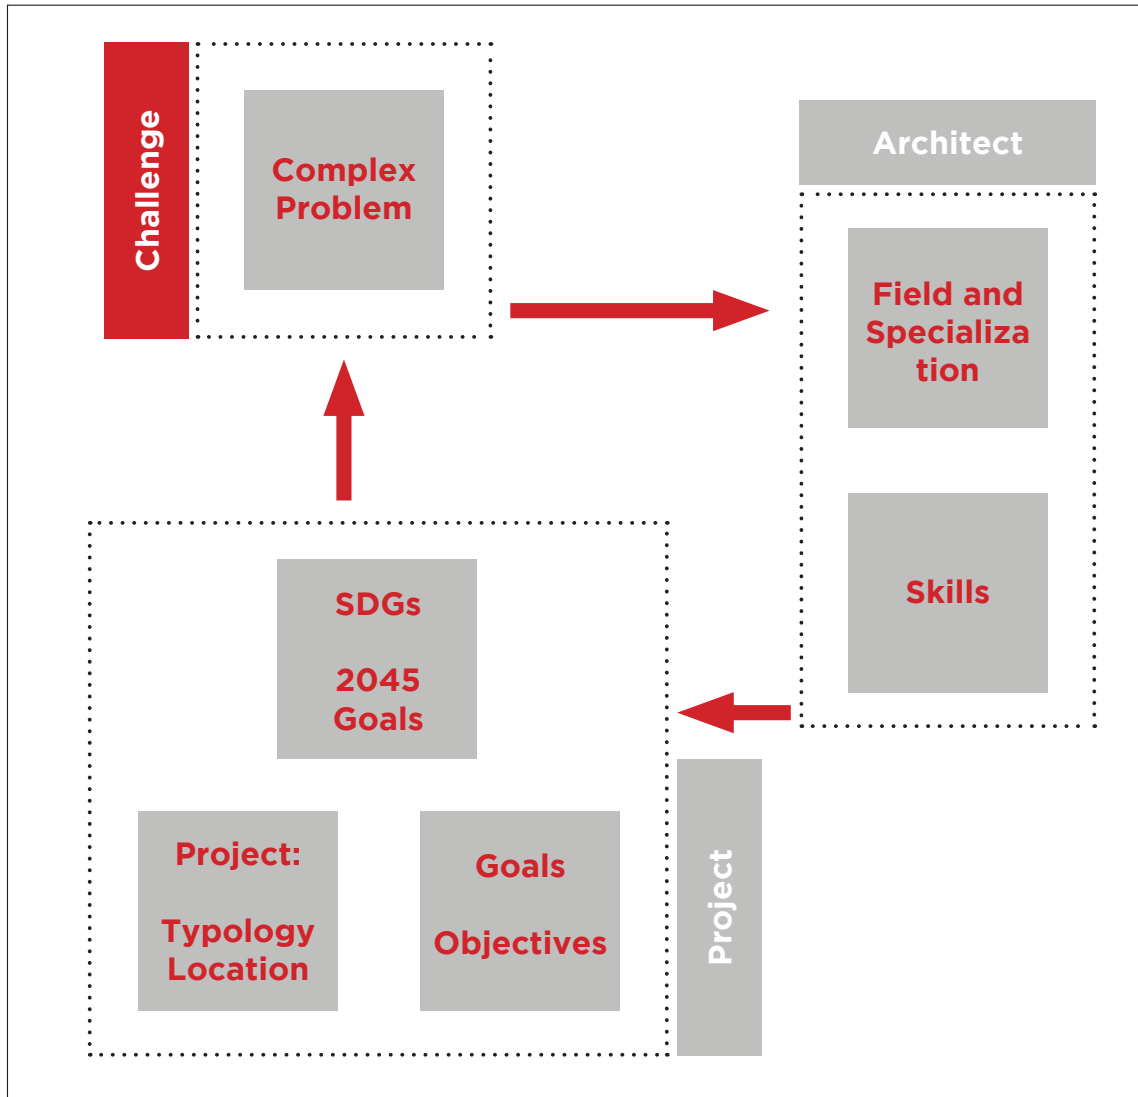 Challenge
Complex
Problem
Architect
Field and
Specializa
tion
Skills
SDGs
2045
Goals
Project:
Typology
Location
Goals
Objectives
Project